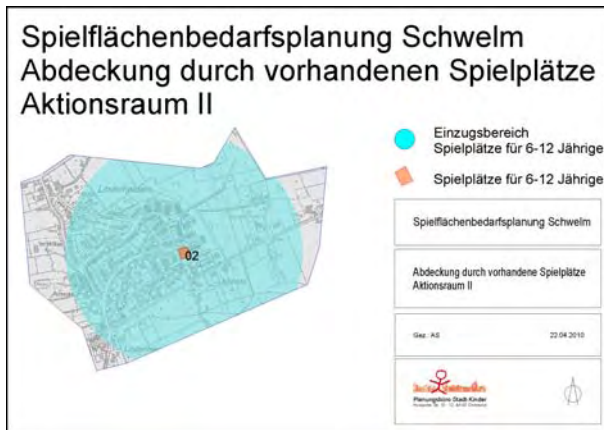 Spielflächenbedarfsplanung Schwelm
Abdeckung durch vorhandenen Spielplätze
Aktionsraum II
Einzugsbereich
Spielplätze für 6-12 Jährige
Spielplätze für 6-12 Jährige
02
Spielflächenbedarfsplanung Schwelm
Abdeckung durch vorhandene Spielplätze
Aktionsraum II
Gez.: AS 22.04.2010
Planungsbüro Stadt-Kinder